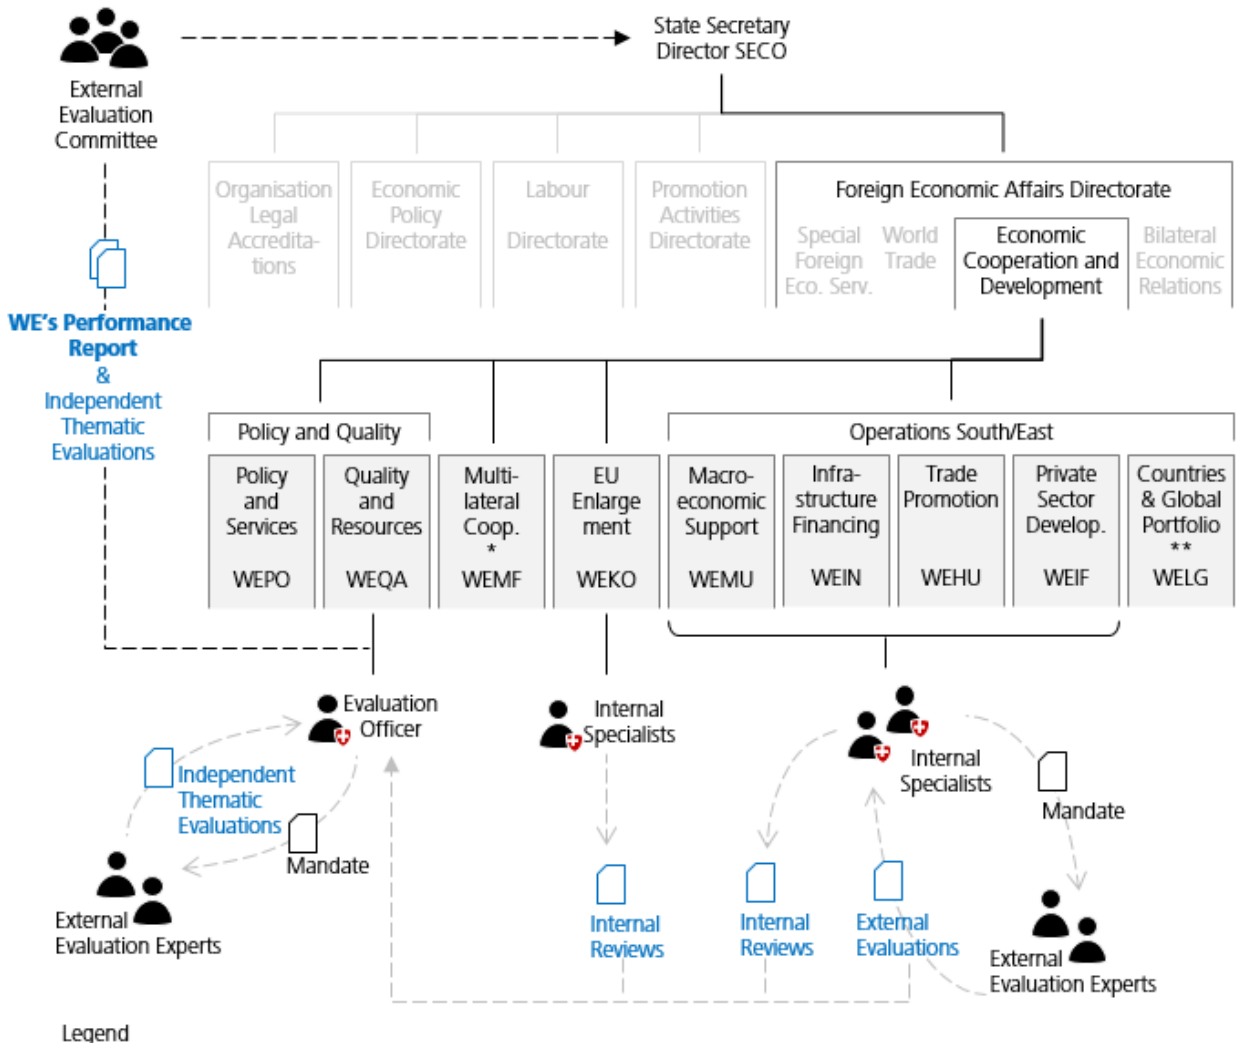 State Secretary
Director SECO
External
Evaluation
Committee
Organisation
Legal
Accredita-
tions
Economic
Policy
Directorate
Labour
Directorate
Promotion
Activities
Directorate
Foreign Economic Affairs Directorate
Special
Foreign
Eco. Serv.
World
Trade
Economic
Cooperation and
Development
Bilateral
Economic
Relations
WE's Performance
Report
&
Independent
Thematic
Evaluations
Policy and Quality
Operations South/East
Policy
and
Services
WEPO
Quality
and
Resources
WEQA
Multi-
lateral
Coop.
*
WEMF
EU
Enlarge
ment
WEKO
Macro-
economic
Support
WEMU
Infra-
structure
Financing
WEIN
Trade
Promotion
WEHU
Private
Sector
Develop.
WEIF
Countries
& Global
Portfolio
**
WELG
Evaluation
Officer
Internal
Specialists
Internal
Specialists
Independent
Thematic
Evaluations
Mandate
Mandate
External
Evaluation Experts
Internal
Reviews
Internal
Reviews
External
Evaluations
External
Evaluation Experts
Legend